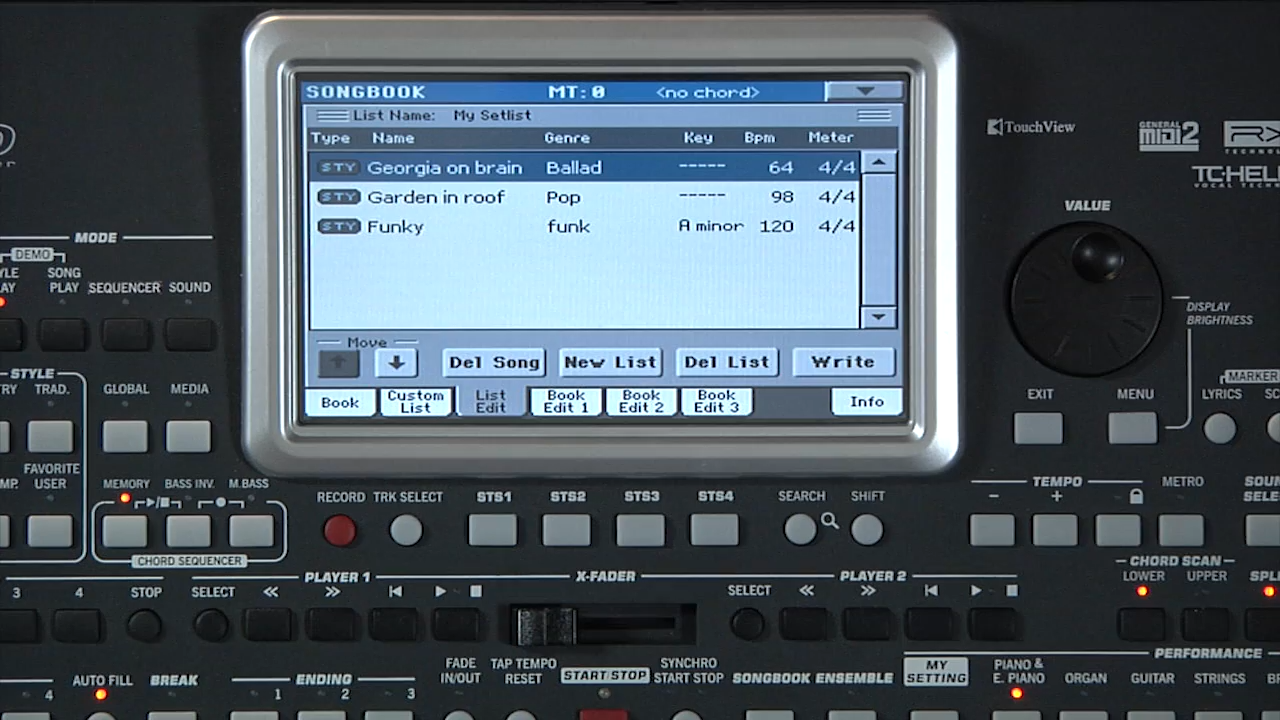 SONGBOOK MT: 0 <no chord>
List Name: My Setlist
Type Name Genre Key Bpm Meter
STY Georgia on brain Ballad ----- 64 4/4
STY Garden in roof Pop ----- 98 4/4
STY Funky funk A minor 120 4/4
Move
Del Song New List Del List Write
Book Custom List List Edit Book Edit 1 Book Edit 2 Book Edit 3 Info
TouchView
GENERAL MIDI2
VALUE
DISPLAY
BRIGHTNESS
MODE
DEMO
SONG
PLAY SEQUENCER SOUND
STYLE
TRAD. GLOBAL MEDIA
EXIT MENU LYRICS
MARKER
FAVORITE
USER
MEMORY BASS INV. M.BASS
CHORD SEQUENCER
RECORD TRK SELECT STS1 STS2 STS3 STS4 SEARCH SHIFT
- TEMPO + METRO
CHORD SCAN
LOWER UPPER
3 4 STOP SELECT PLAYER 1 X-FADER PLAYER 2 SELECT
PERFORMANCE
4 AUTO FILL BREAK ENDING 1 2 3
FADE
IN/OUT
TAP TEMPO
RESET
START STOP
SYNCHRO
START STOP
SONGBOOK ENSEMBLE
MY
SETTING
PIANO &
E. PIANO
ORGAN GUITAR STRINGS